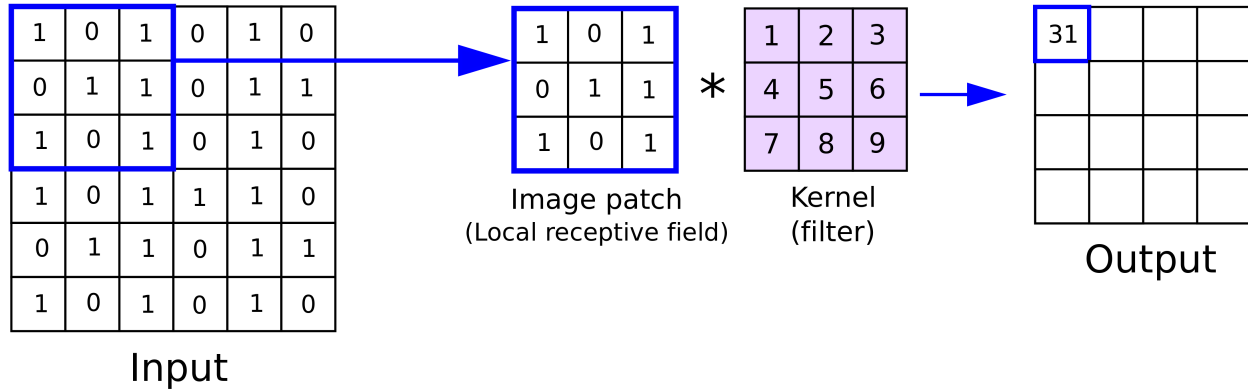 1 0 1 0 1 0
0 1 1 0 1 1
1 0 1 0 1 0
1 0 1 1 1 0
0 1 1 0 1 1
1 0 1 0 1 0
Input
1 0 1
0 1 1
1 0 1
Image patch
(Local receptive field)
*
1 2 3
4 5 6
7 8 9
Kernel
(filter)
31
Output